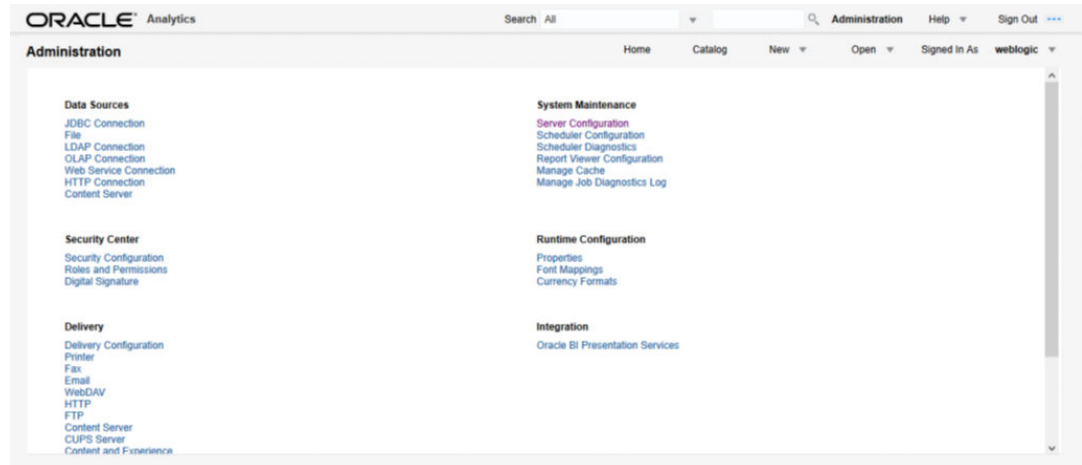 ORACLE Analytics Search All Administration Help Sign Out
Administration Home Catalog New Open Signed In As weblogic
Data Sources
JDBC Connection
File
LDAP Connection
OLAP Connection
Web Service Connection
HTTP Connection
Content Server
System Maintenance
Server Configuration
Scheduler Configuration
Scheduler Diagnostics
Report Viewer Configuration
Manage Cache
Manage Job Diagnostics Log
Security Center
Security Configuration
Roles and Permissions
Digital Signature
Runtime Configuration
Properties
Font Mappings
Currency Formats
Delivery
Delivery Configuration
Printer
Fax
Email
WebDAV
HTTP
FTP
Content Server
CUPS Server
Content and Experience
Integration
Oracle BI Presentation Services